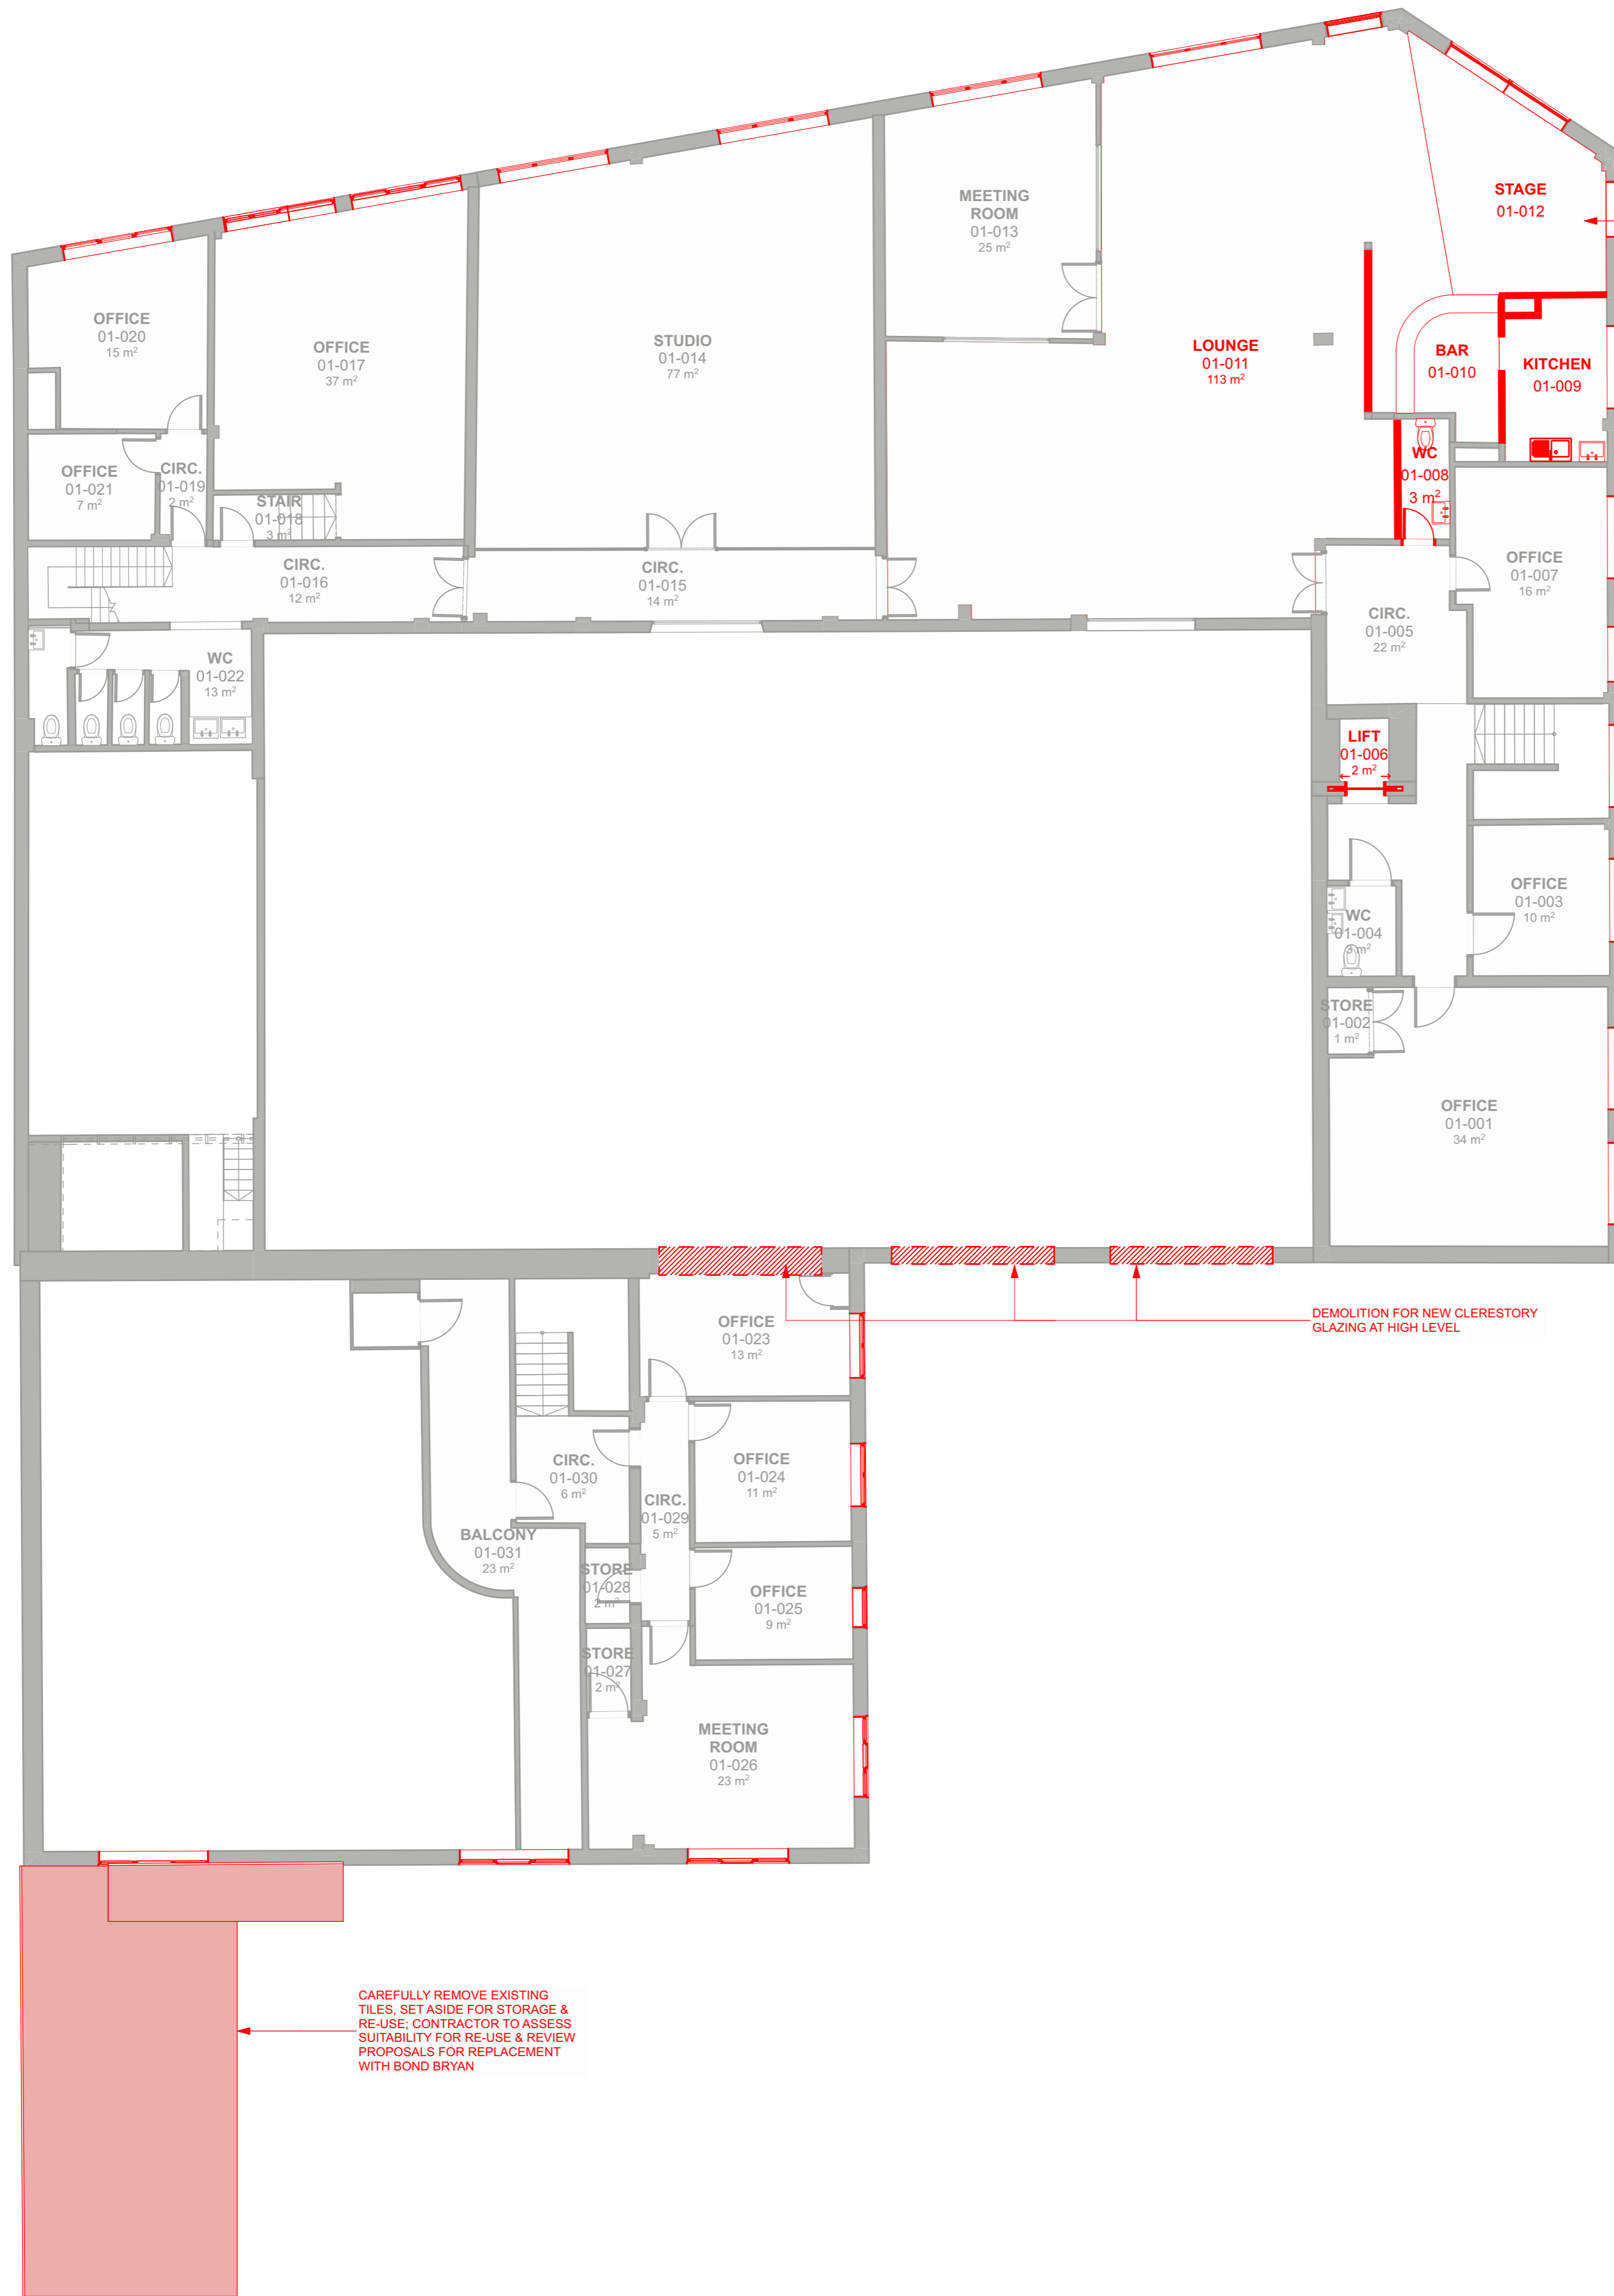 STAGE
01-012
MEETING
ROOM
01-013
25 m²
OFFICE
01-020
15 m²
OFFICE
01-017
37 m²
STUDIO
01-014
77 m²
LOUNGE
01-011
113 m²
BAR
01-010
KITCHEN
01-009
OFFICE
01-021
7 m²
CIRC.
01-019
2 m²
STAIR
01-018
3 m²
WC
01-008
3 m²
CIRC.
01-016
12 m²
CIRC.
01-015
14 m²
OFFICE
01-007
16 m²
CIRC.
01-005
22 m²
WC
01-022
13 m²
LIFT
01-006
2 m²
OFFICE
01-003
10 m²
WC
01-004
3 m²
STORE
01-002
1 m²
OFFICE
01-001
34 m²
DEMOLITION FOR NEW CLERESTORY
GLAZING AT HIGH LEVEL
OFFICE
01-023
13 m²
OFFICE
01-024
11 m²
CIRC.
01-030
6 m²
CIRC.
01-029
5 m²
BALCONY
01-031
23 m²
STORE
01-028
2 m²
OFFICE
01-025
9 m²
STORE
01-027
2 m²
MEETING
ROOM
01-026
23 m²
CAREFULLY REMOVE EXISTING
TILES, SET ASIDE FOR STORAGE &
RE-USE; CONTRACTOR TO ASSESS
SUITABILITY FOR RE-USE & REVIEW
PROPOSALS FOR REPLACEMENT
WITH BOND BRYAN